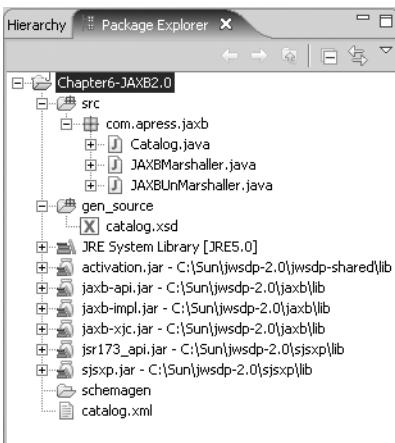 Hierarchy Package Explorer
Chapter6-JAXB2.0
src
com.apress.jaxb
J Catalog.java
J JAXBMarshaller.java
J JAXBUnMarshaller.java
gen_source
X catalog.xsd
JRE System Library [JRE5.0]
activation.jar - C:\Sun\jwsdp-2.0\jwsdp-shared\lib
jaxb-api.jar - C:\Sun\jwsdp-2.0\jaxb\lib
jaxb-impl.jar - C:\Sun\jwsdp-2.0\jaxb\lib
jaxb-xjc.jar - C:\Sun\jwsdp-2.0\jaxb\lib
jsr173_api.jar - C:\Sun\jwsdp-2.0\sjsxp\lib
sjsxp.jar - C:\Sun\jwsdp-2.0\sjsxp\lib
schemagen
catalog.xml